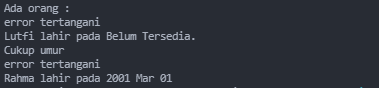 Ada orang :
error tertangani
Lutfi lahir pada Belum Tersedia.
Cukup umur
error tertangani
Rahma lahir pada 2001 Mar 01